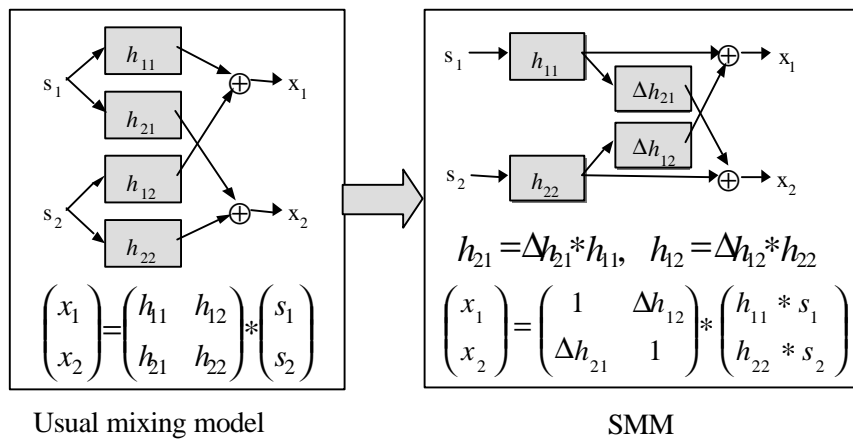 s₁
h₁₁
h₂₁
x₁
s₂
h₁₂
h₂₂
x₂
(x₁ x₂) = (h₁₁ h₁₂ h₂₁ h₂₂) * (s₁ s₂)
Usual mixing model
s₁
h₁₁
Δh₂₁
x₁
s₂
h₂₂
Δh₁₂
x₂
h₂₁ = Δh₂₁ * h₁₁, h₁₂ = Δh₁₂ * h₂₂
(x₁ x₂) = (1 Δh₁₂ Δh₂₁ 1) * (h₁₁ * s₁ h₂₂ * s₂)
SMM